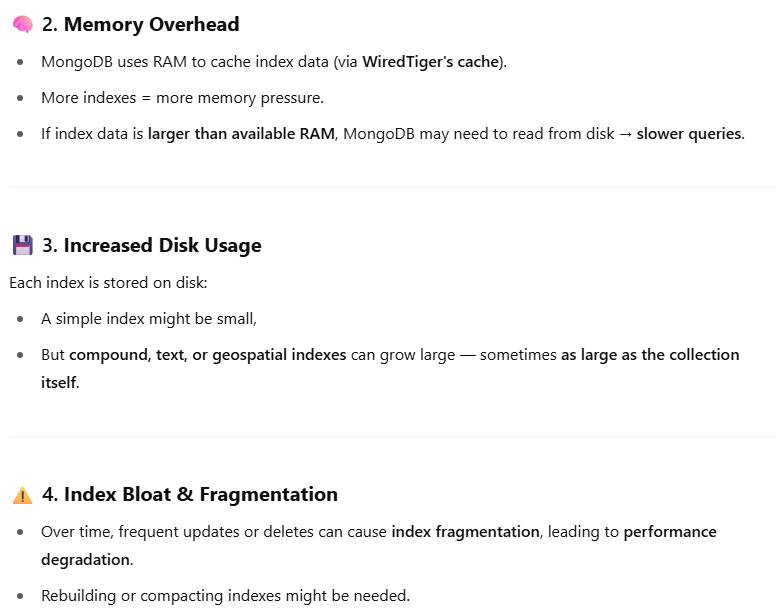 🧠 2. Memory Overhead
• MongoDB uses RAM to cache index data (via WiredTiger's cache).
• More indexes = more memory pressure.
• If index data is larger than available RAM, MongoDB may need to read from disk → slower queries.
💾 3. Increased Disk Usage
Each index is stored on disk:
• A simple index might be small,
• But compound, text, or geospatial indexes can grow large — sometimes as large as the collection
itself.
⚠️ 4. Index Bloat & Fragmentation
• Over time, frequent updates or deletes can cause index fragmentation, leading to performance
degradation.
• Rebuilding or compacting indexes might be needed.